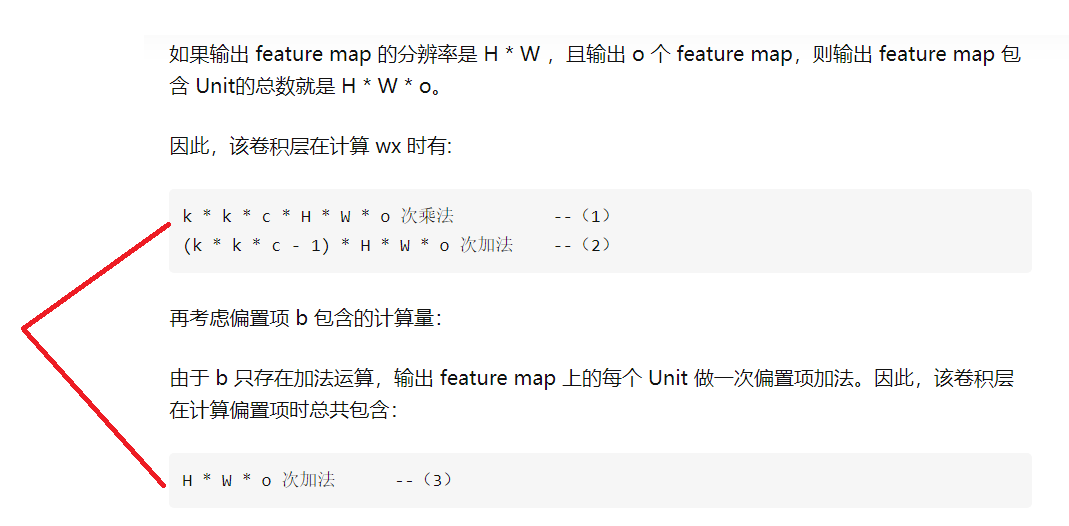 如果输出 feature map 的分辨率是 H * W ，且输出 o 个 feature map，则输出 feature map 包
含 Unit的总数就是 H * W * o。
因此，该卷积层在计算 wx 时有:
k * k * c * H * W * o 次乘法 --（1）
(k * k * c - 1) * H * W * o 次加法 --（2）
再考虑偏置项 b 包含的计算量：
由于 b 只存在加法运算，输出 feature map 上的每个 Unit 做一次偏置项加法。因此，该卷积层
在计算偏置项时总共包含：
H * W * o 次加法 --（3）